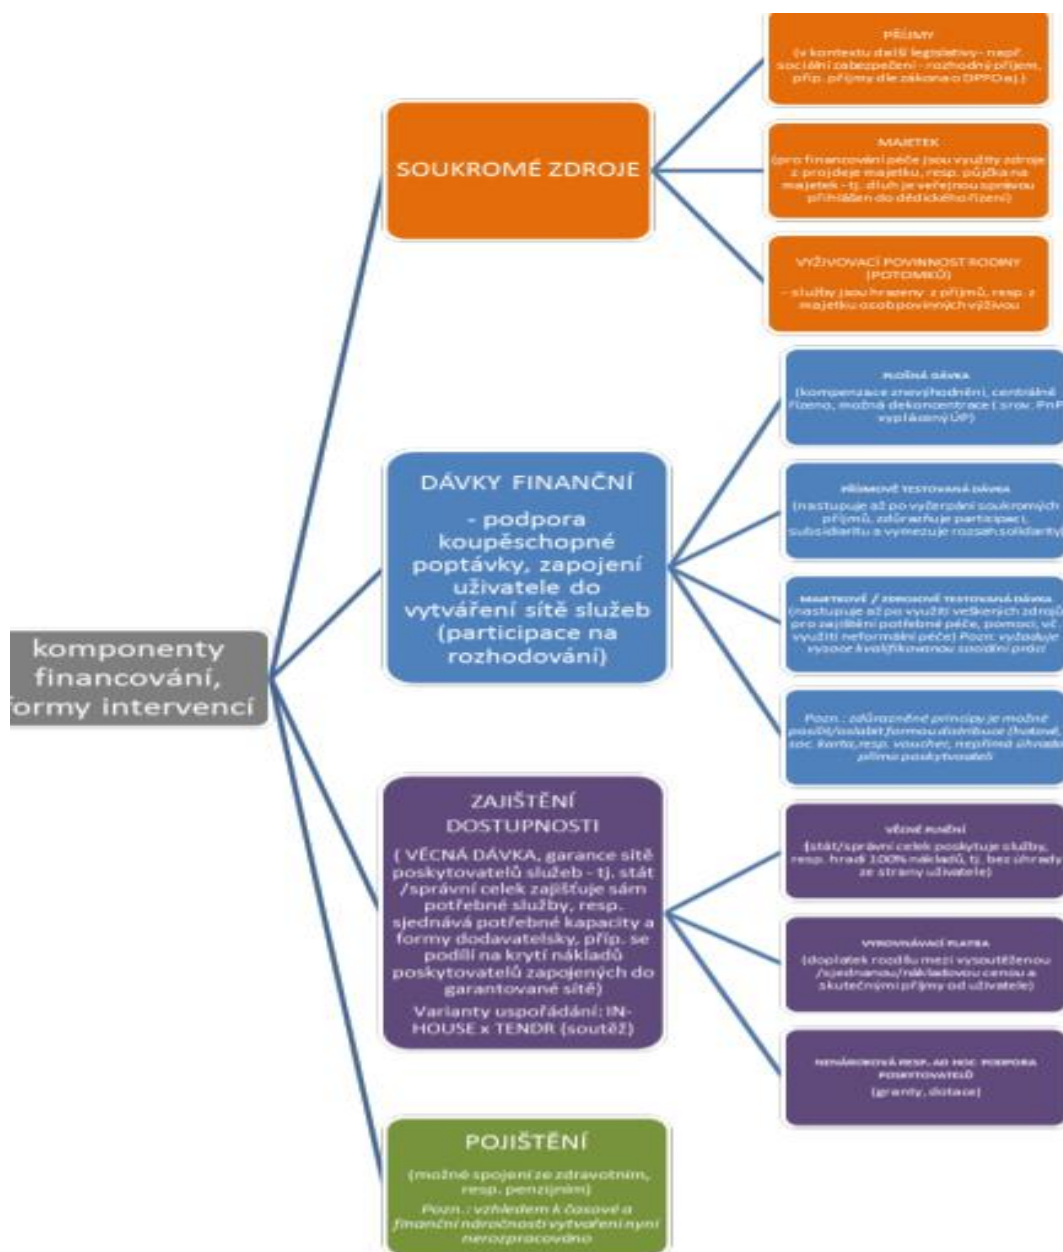 komponenty
financování,
formy intervencí
SOUKROMÉ ZDROJE
PŘÍJMY
(v kontextu další legislativy- např.
sociální zabezpečení - rozhodný příjem,
příp. příjmy dle zákona o DPFO aj.)
MAJETEK
(pro financování péče jsou využity zdroje
z projdeje majetku, resp. půjčka na
majetek - tj. dluh je veřejnou správou
přihlášen do dědického řízení)
VYŽIVOVACÍ POVINNOST RODINY
(POTOMKŮ)
- služby jsou hrazeny z příjmů, resp. z
majetku osob povinných výživou
DÁVKY FINANČNÍ
- podpora
koupěschopné
poptávky, zapojení
uživatele do
vytváření sítě služeb
(participace na
rozhodování)
PLOŠNÁ DÁVKA
(kompenzace znevýhodnění, centrálně
řízeno, možná dekoncentrace ( srov. PnP
vyplácený ÚP)
PŘÍJMOVĚ TESTOVANÁ DÁVKA
(nastupuje až po vyčerpání soukromých
příjmů, zdůrazňuje participaci,
subsidiaritu a vymezuje rozsah solidarity)
MAJETKOVĚ / ZDROJOVĚ TESTOVANÁ DÁVKA
(nastupuje až po využití veškerých zdrojů
pro zajištění potřebné péče, pomoci, vč.
využití neformální péče) Pozn: vyžaduje
vysoce kvalifikovanou sociální práci
Pozn.: zdůrazněné principy je možné
posílit/oslabit formou distribuce (hotově,
soc. karta, resp. voucher, nepřímá úhrada
přímo poskytovateli
ZAJIŠTĚNÍ
DOSTUPNOSTI
( VĚCNÁ DÁVKA, garance sítě
poskytovatelů služeb - tj. stát
/správní celek zajišťuje sám
potřebné služby, resp.
sjednává potřebné kapacity a
formy dodavatelsky, příp. se
podílí na krytí nákladů
poskytovatelů zapojených do
garantované sítě)
Varianty uspořádání: IN-
HOUSE x TENDR (soutěž)
VĚCNÉ PLNĚNÍ
(stát/správní celek poskytuje služby,
resp. hradí 100% nákladů, tj. bez úhrady
ze strany uživatele)
VYROVNÁVACÍ PLATBA
(doplatek rozdílu mezi vysoutěženou
/sjednanou/nákladovou cenou a
skutečnými příjmy od uživatele)
NENÁROKOVÁ RESP. AD HOC PODPORA
POSKYTOVATELŮ
(granty, dotace)
POJIŠTĚNÍ
(možné spojení ze zdravotním,
resp. penzijním)
Pozn.: vzhledem k časové a
finanční náročnosti vytváření nyní
nerozpracováno